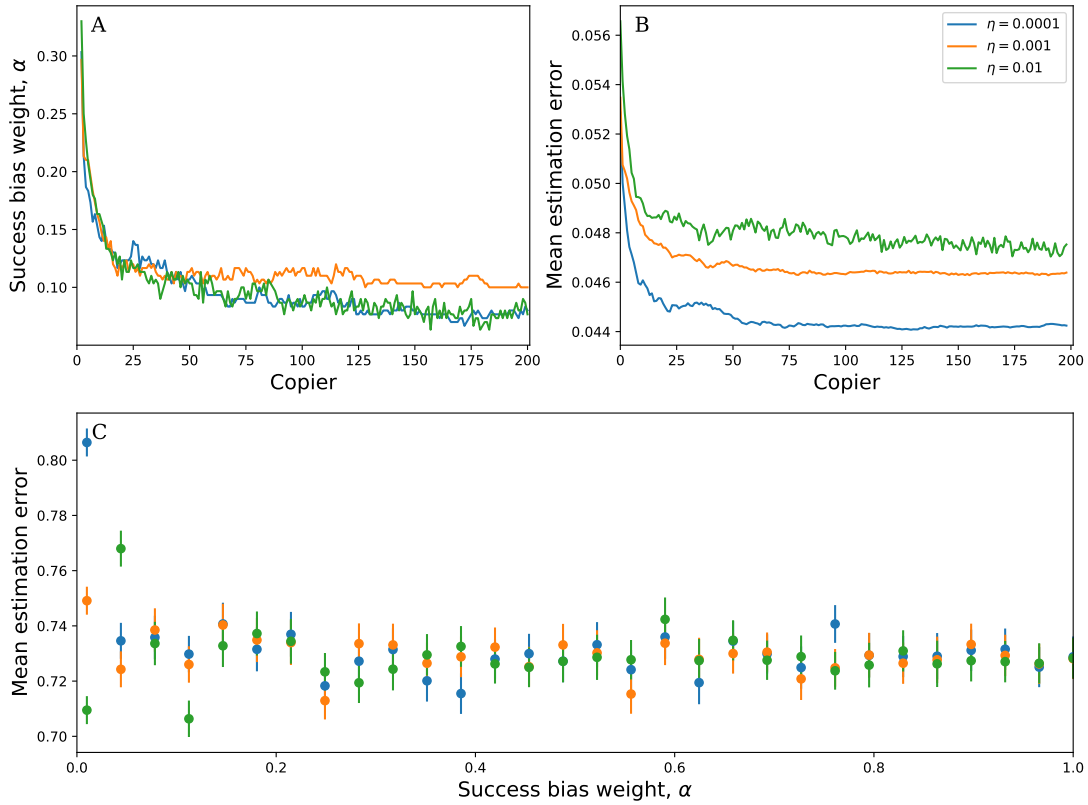 A
Success bias weight, α
0.30
0.25
0.20
0.15
0.10
0 25 50 75 100 125 150 175 200
Copier
B
η = 0.0001
η = 0.001
η = 0.01
Mean estimation error
0.056
0.054
0.052
0.050
0.048
0.046
0.044
0 25 50 75 100 125 150 175 200
Copier
C
Mean estimation error
0.80
0.78
0.76
0.74
0.72
0.70
0.0 0.2 0.4 0.6 0.8 1.0
Success bias weight, α